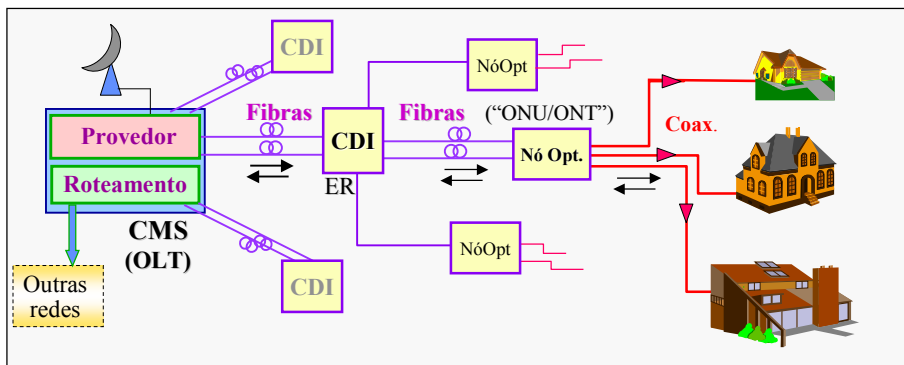 CDI
NóOpt
Fibras
Fibras
("ONU/ONT")
Provedor
CDI
Nó Opt.
Coax.
Roteamento
ER
CMS
(OLT)
NóOpt
CDI
Outras
redes